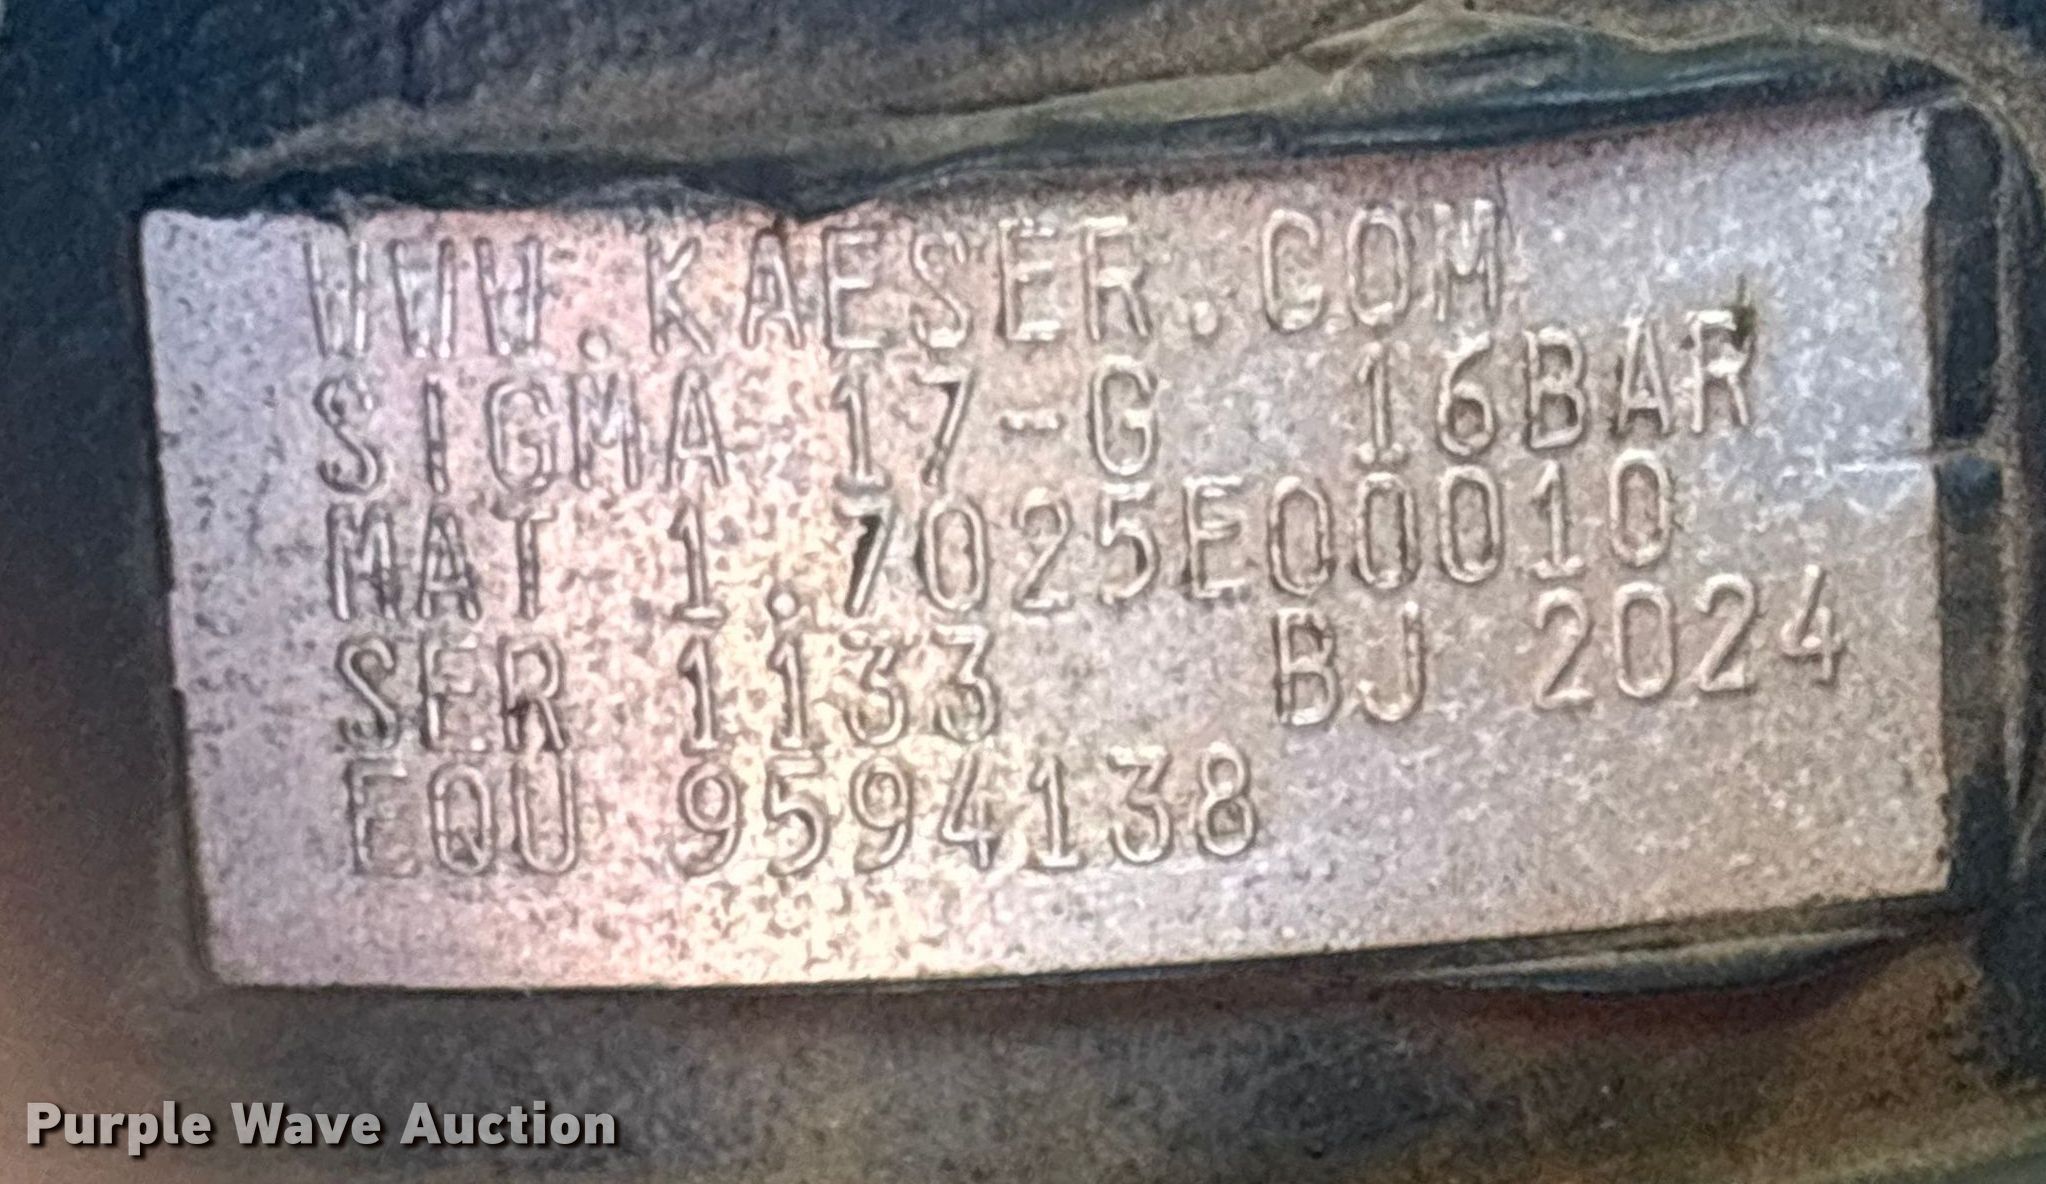 WWW.KAESER.COM
SIGMA 17-G 16BAR
MAT 1.7025E00010
SER 1133 BJ 2024
EQU 9594138
Purple Wave Auction